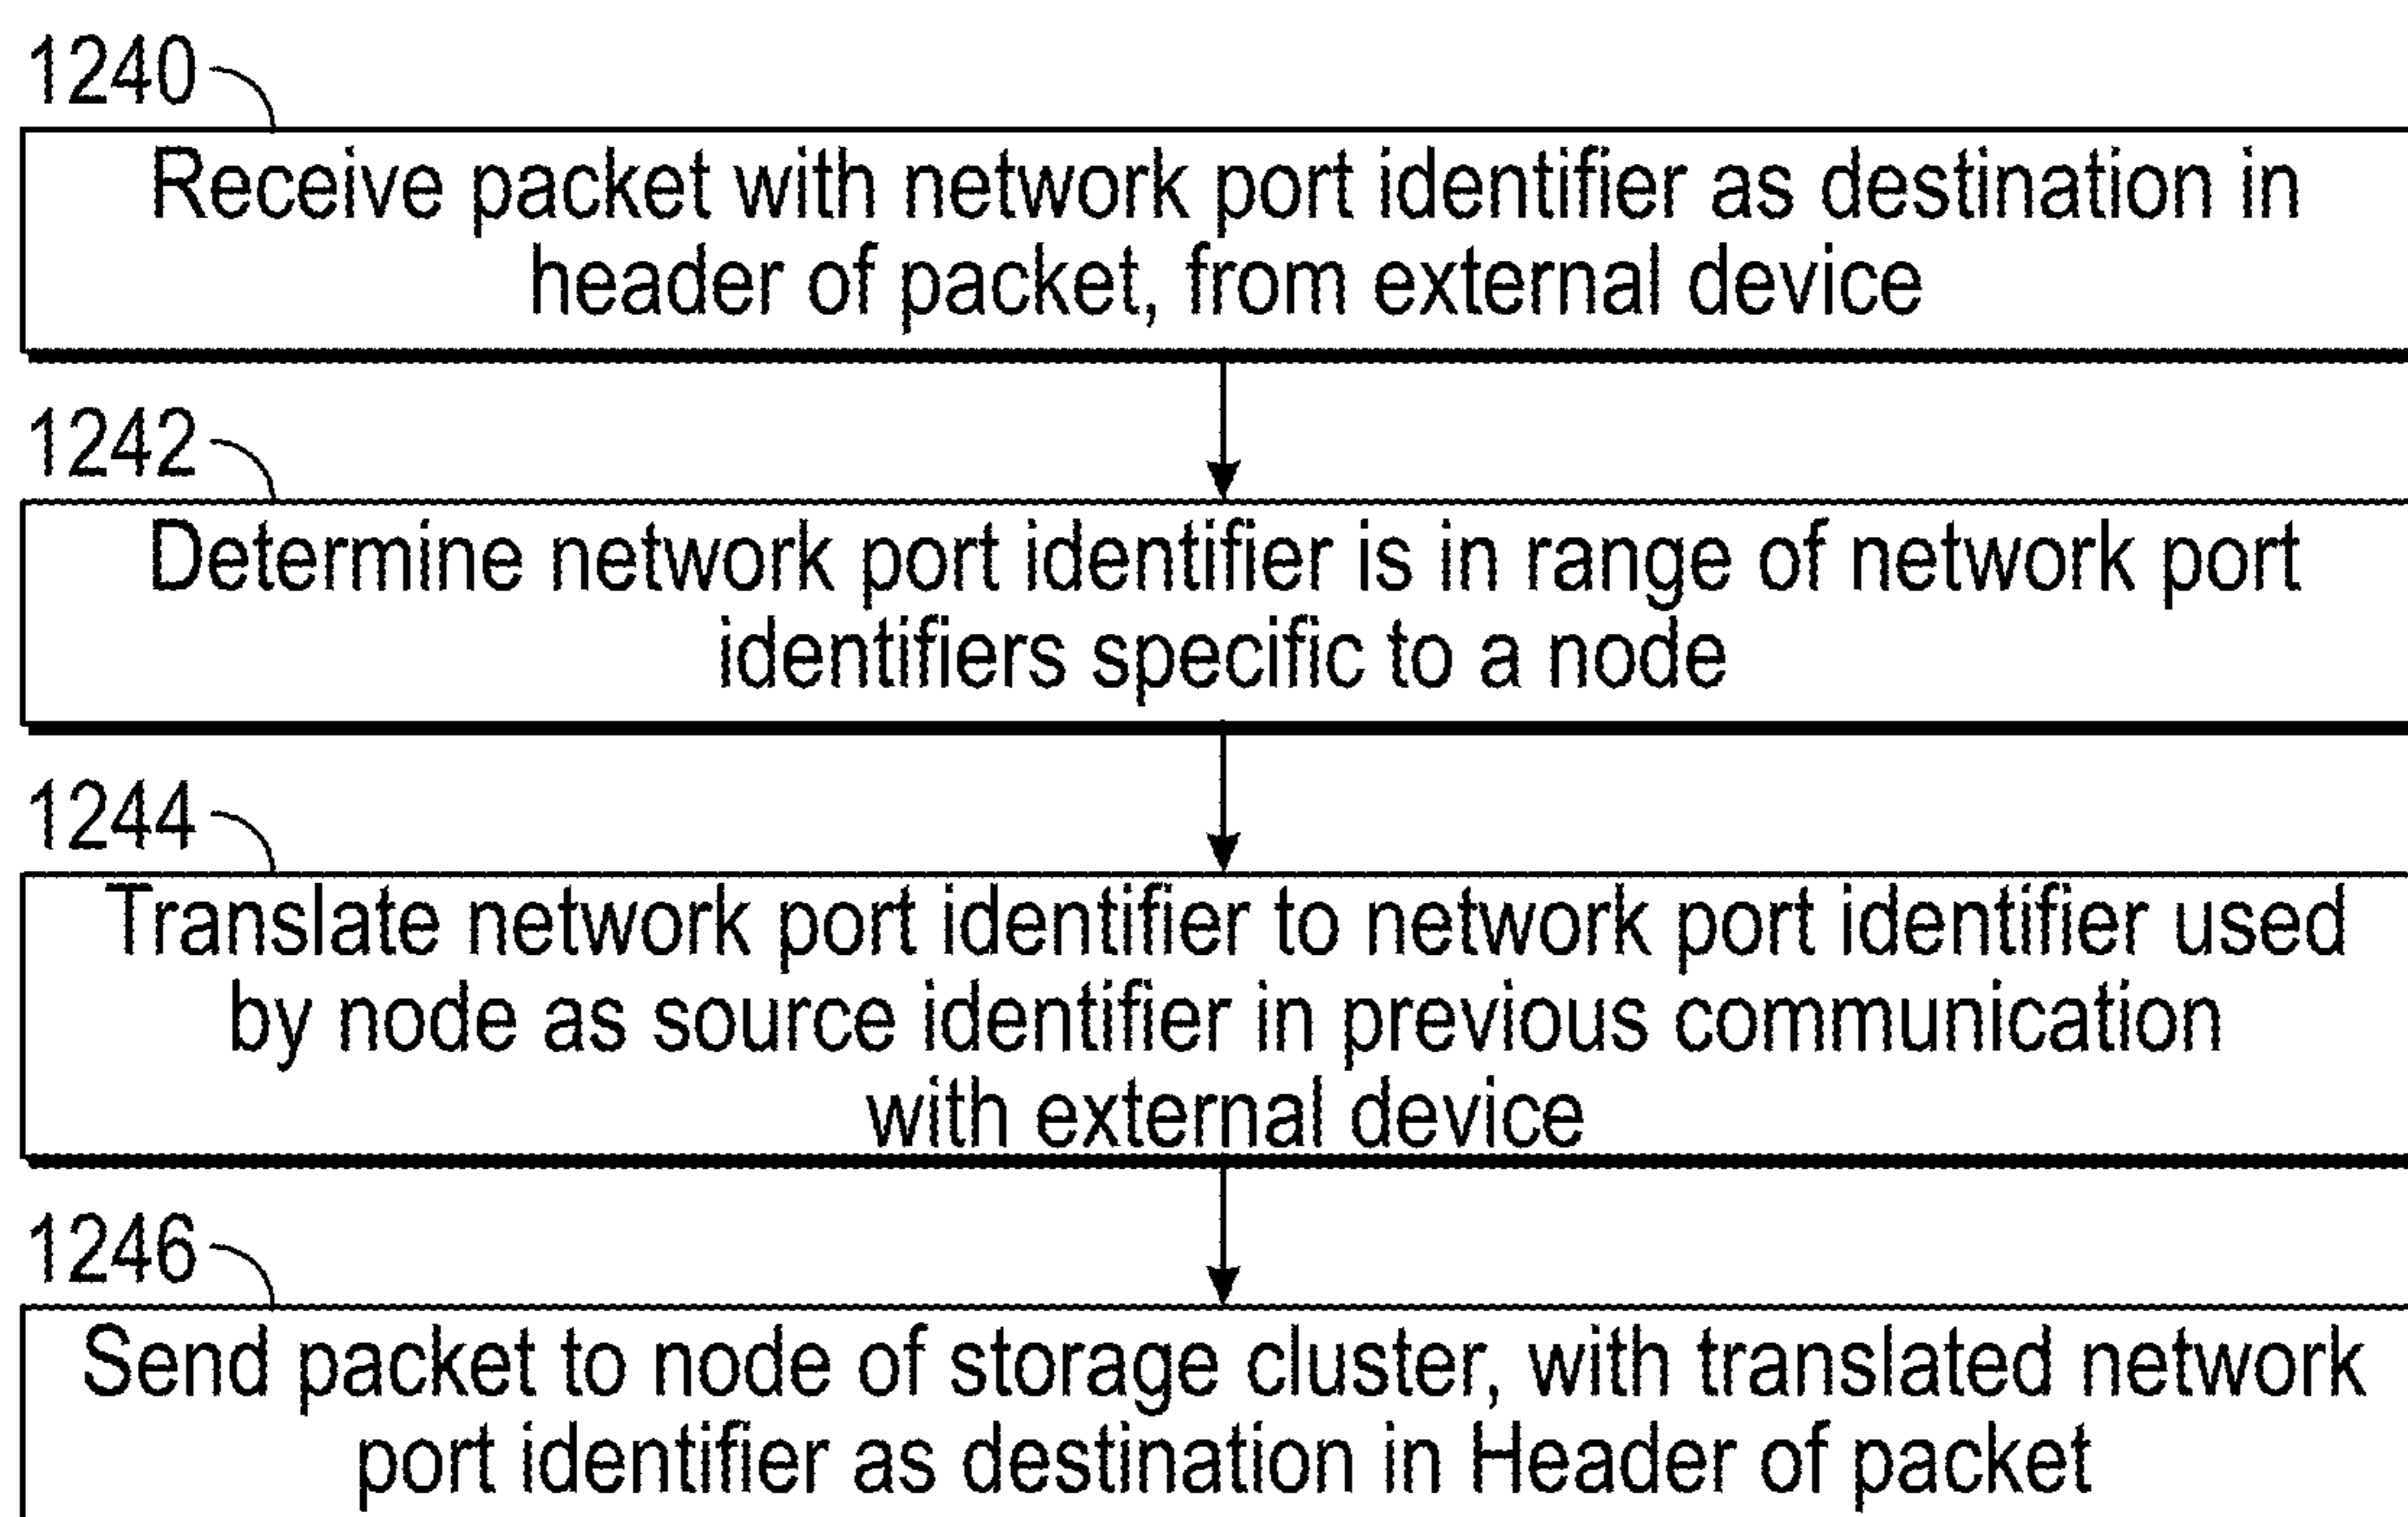 1240
Receive packet with network port identifier as destination in
header of packet, from external device
1242
Determine network port identifier is in range of network port
identifiers specific to a node
1244
Translate network port identifier to network port identifier used
by node as source identifier in previous communication
with external device
1246
Send packet to node of storage cluster, with translated network
port identifier as destination in Header of packet